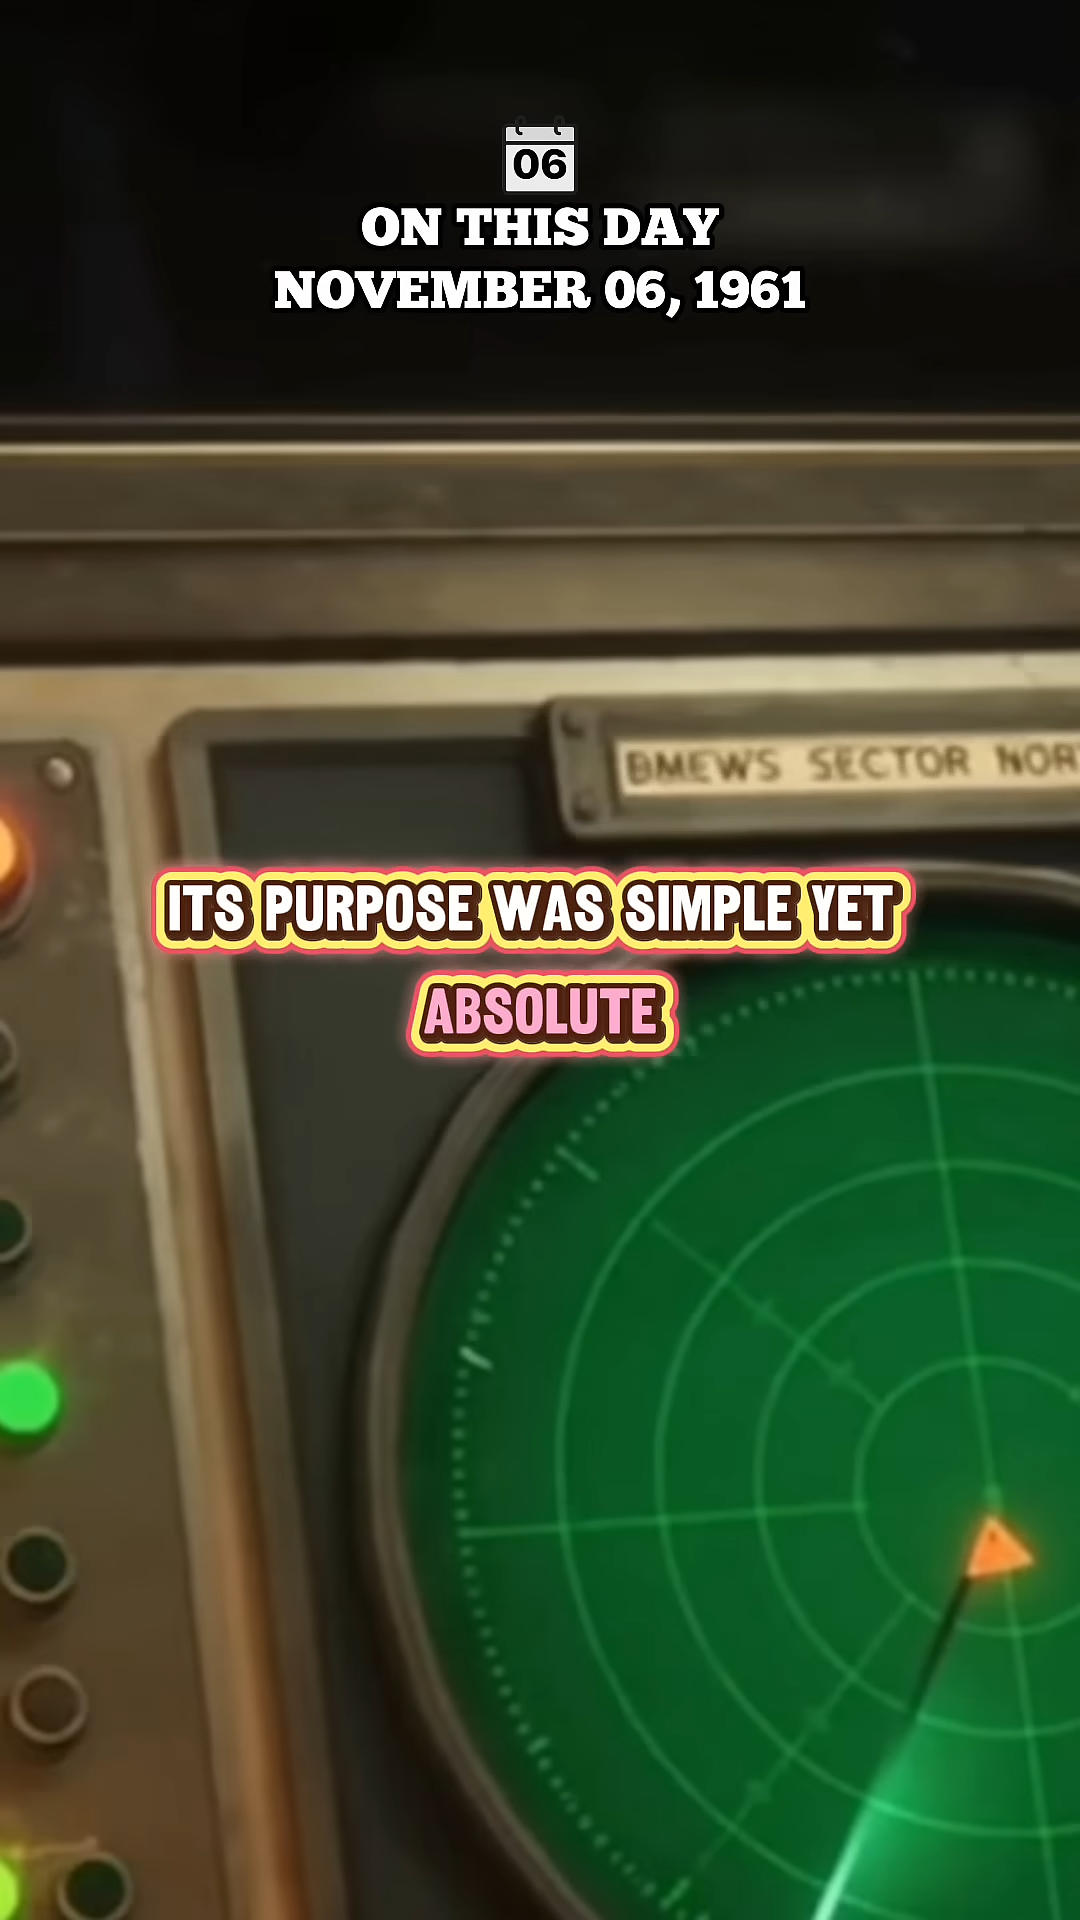 06
ON THIS DAY
NOVEMBER 06, 1961
BMEWS SECTOR NOR
ITS PURPOSE WAS SIMPLE YET
ABSOLUTE